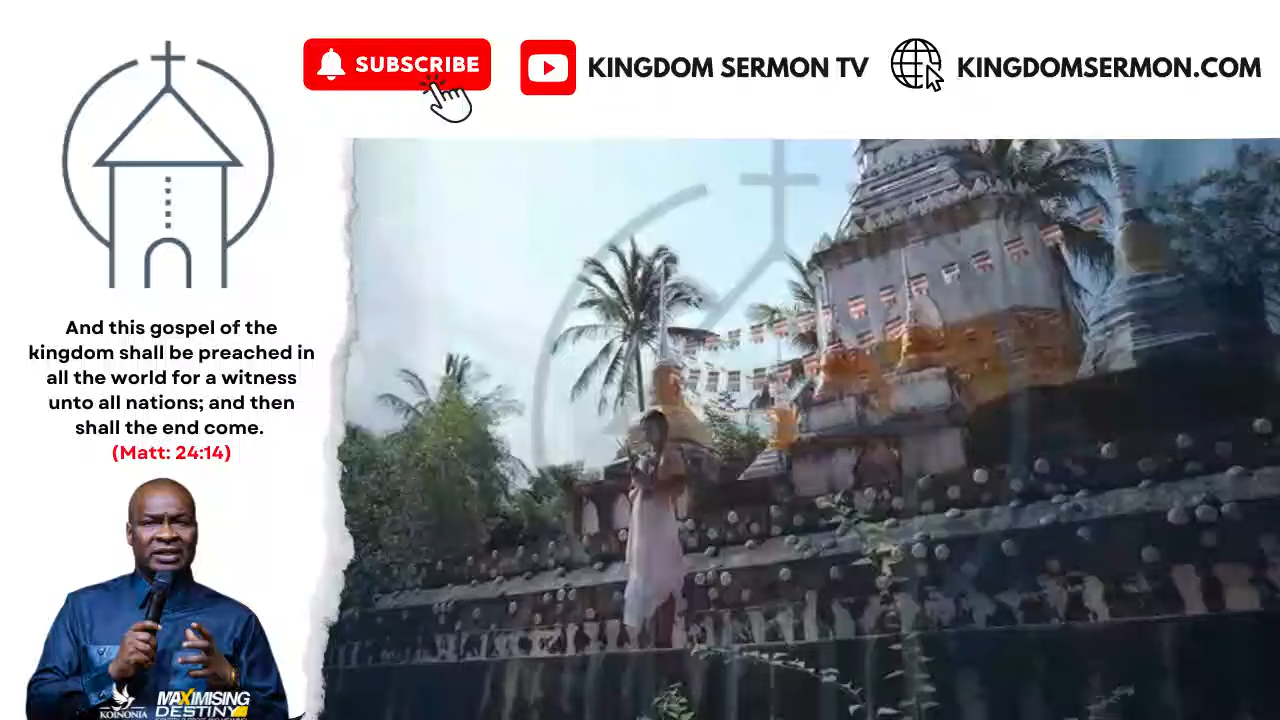 SUBSCRIBE
KINGDOM SERMON TV
KINGDOMSERMON.COM
And this gospel of the
kingdom shall be preached in
all the world for a witness
unto all nations; and then
shall the end come.
(Matt: 24:14)
KOINONIA
MAXIMISING
DESTINY